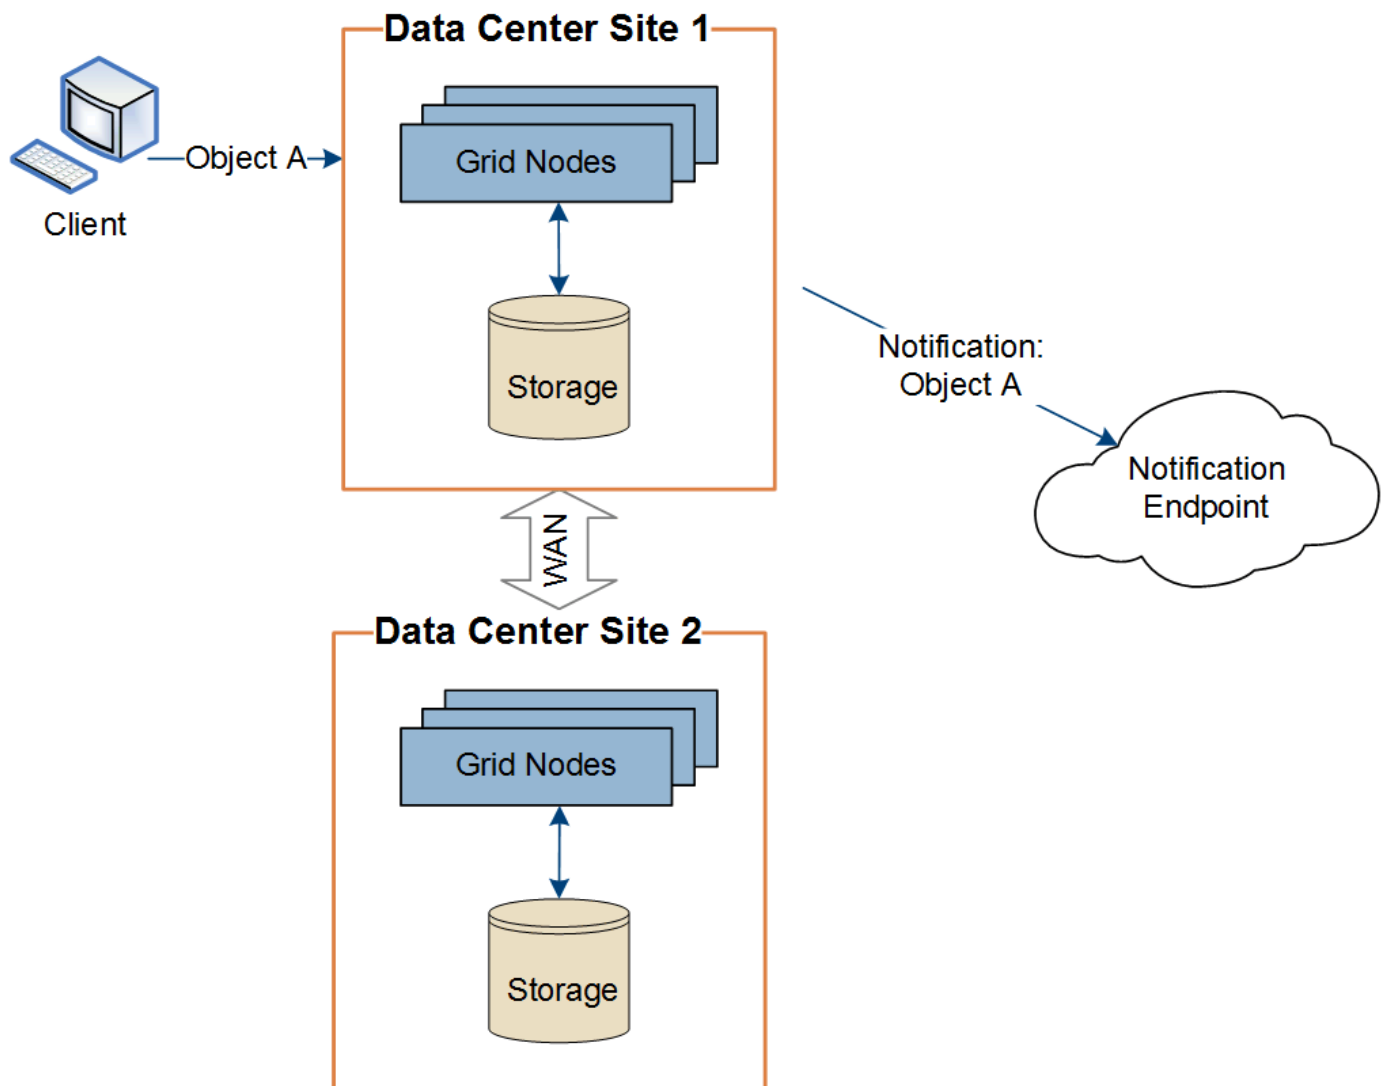 Data Center Site 1
Client
Object A
Grid Nodes
Storage
Notification:
Object A
Notification
Endpoint
WAN
Data Center Site 2
Grid Nodes
Storage